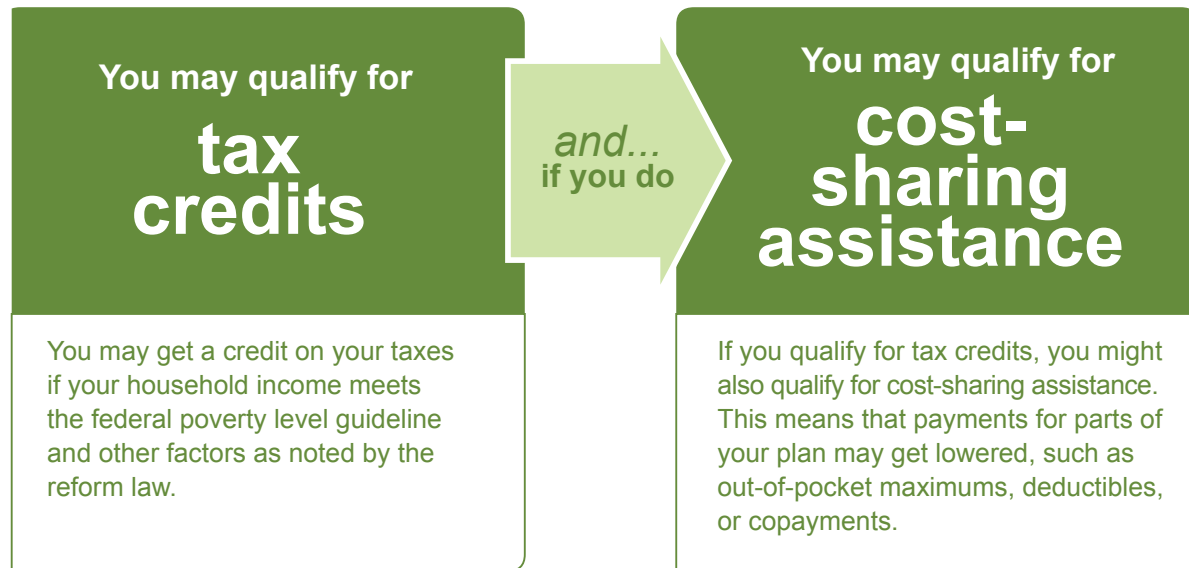 You may qualify for
tax
credits
You may get a credit on your taxes
if your household income meets
the federal poverty level guideline
and other factors as noted by the
reform law.
and...
if you do
You may qualify for
cost-
sharing
assistance
If you qualify for tax credits, you might
also qualify for cost-sharing assistance.
This means that payments for parts of
your plan may get lowered, such as
out-of-pocket maximums, deductibles,
or copayments.